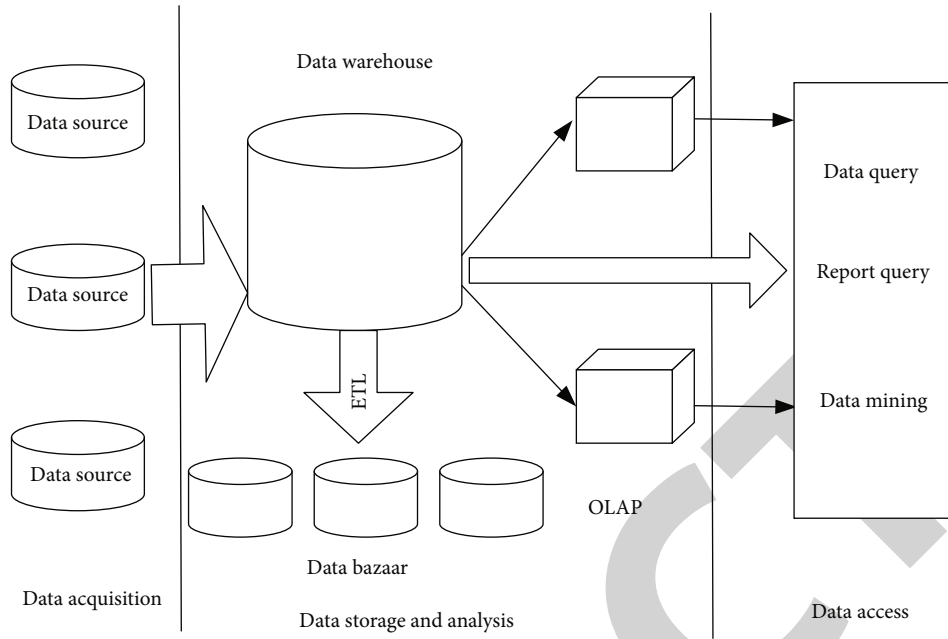 Data warehouse
Data source
Data source
Data source
ETL
Data bazaar
OLAP
Data query
Report query
Data mining
Data acquisition
Data storage and analysis
Data access